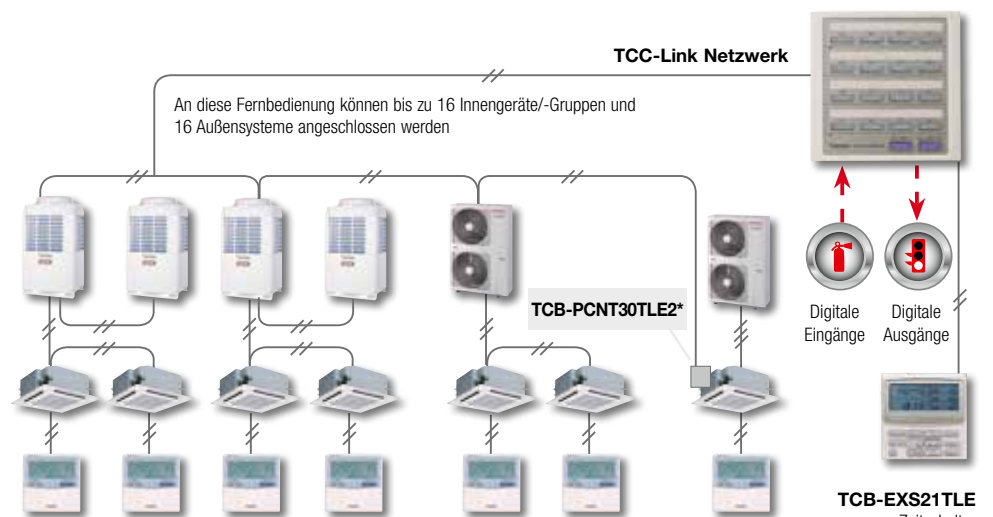 TCC-Link Netzwerk
An diese Fernbedienung können bis zu 16 Innengeräte/-Gruppen und
16 Außensysteme angeschlossen werden
TCB-PCNT30TLE2*
Digitale
Eingänge
Digitale
Ausgänge
TCB-EXS21TLE